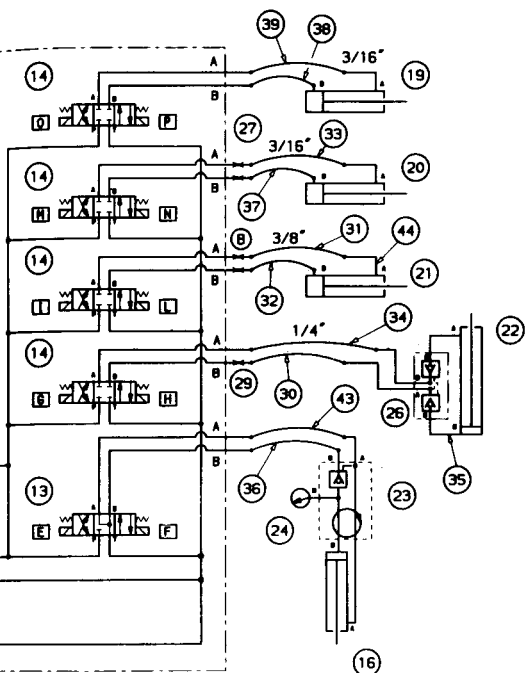 39 38
A 3/16" 
14 19
A B B A
B
O P
27 33
A 3/16"
14 20
A B B A
B
M N
37
B 31 44
A 3/8"
14
A B B A
B
I L 32 21
22
34
14 1/4"
A A
A B B
G H B
29 30 26
A
B 35
43
A
B
36
13 B A
A B 23
E F B
24
B
A
16